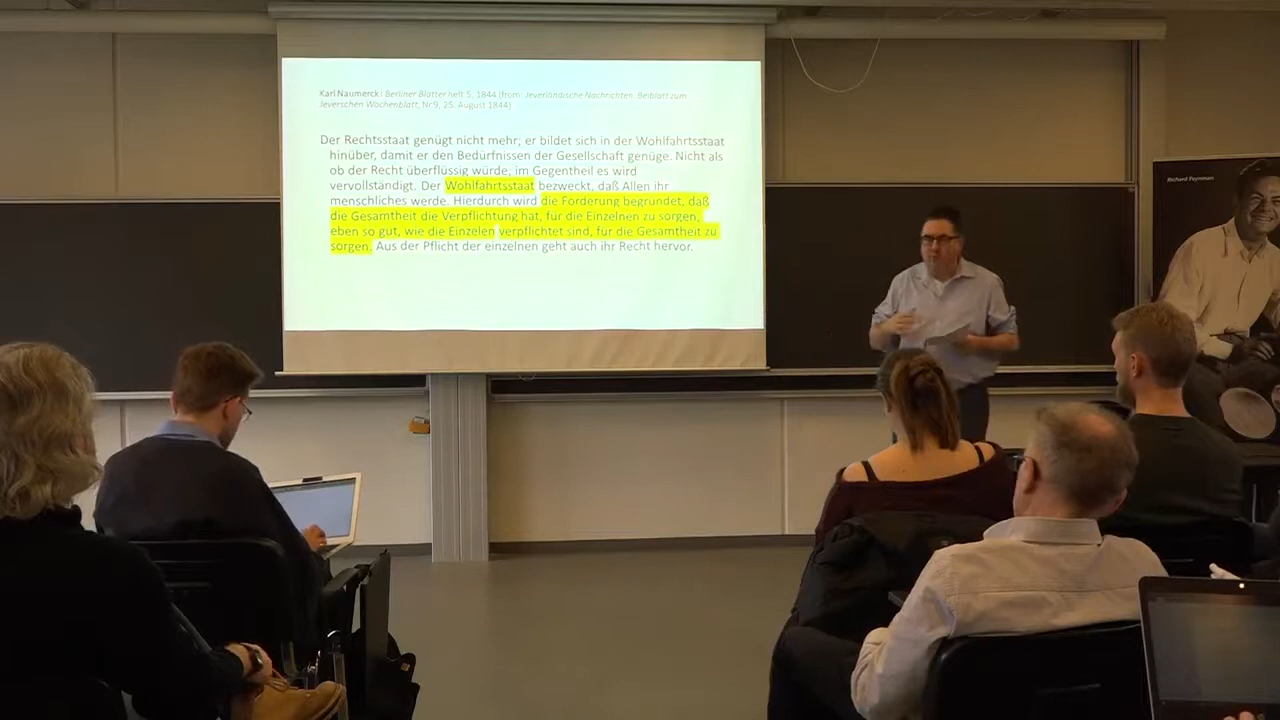 Karl Naumerck: Berliner Blätter heft 5, 1844 (from: Jeverländische Nachrichten. Beiblatt zum
Jeverschen Wochenblatt, Nr 9, 25. August 1844)
Der Rechtsstaat genügt nicht mehr; er bildet sich in der Wohlfahrtsstaat
hinüber, damit er den Bedürfnissen der Gesellschaft genüge. Nicht als
ob der Recht überflüssig würde; im Gegentheil es wird
vervollständigt. Der Wohlfahrtsstaat bezweckt, daß Allen ihr
menschliches werde. Hierdurch wird die Forderung begründet, daß
die Gesamtheit die Verpflichtung hat, für die Einzelnen zu sorgen,
eben so gut, wie die Einzelen verpflichtet sind, für die Gesamtheit zu
sorgen. Aus der Pflicht der einzelnen geht auch ihr Recht hervor.
Richard Feynman